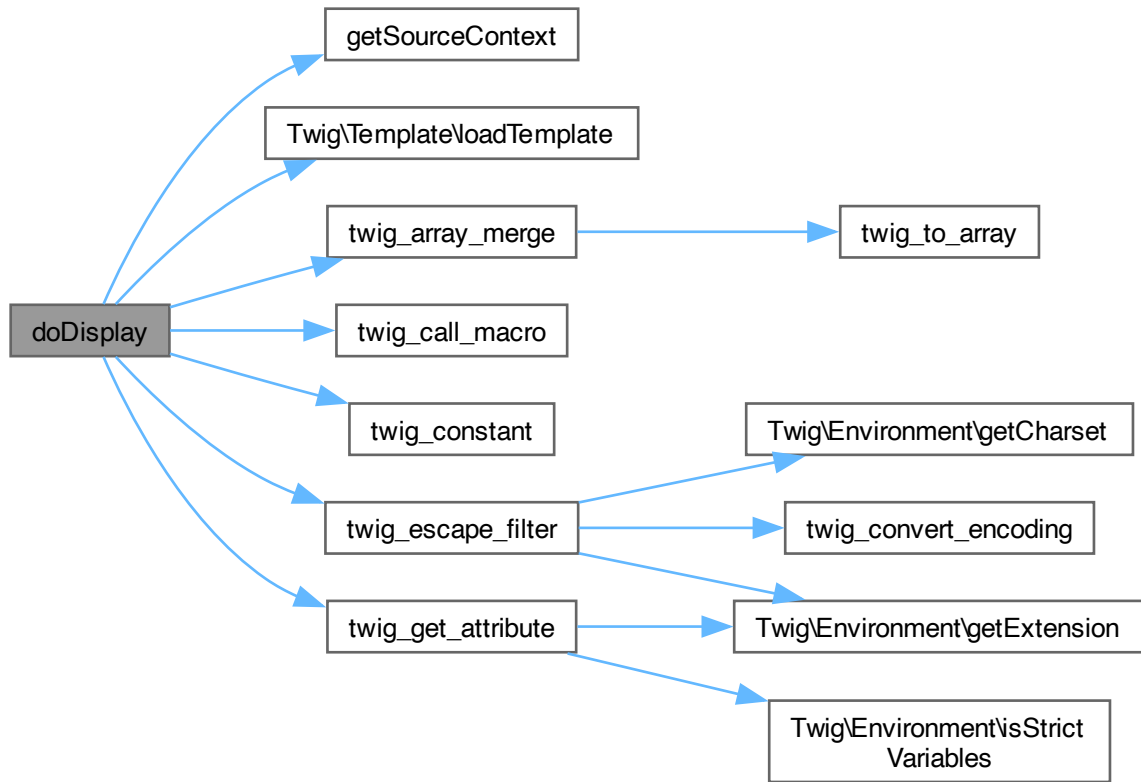 getSourceContext
Twig\Template\loadTemplate
twig_array_merge
twig_to_array
doDisplay
twig_call_macro
twig_constant
Twig\Environment\getCharset
twig_escape_filter
twig_convert_encoding
twig_get_attribute
Twig\Environment\getExtension
Twig\Environment\isStrict
Variables